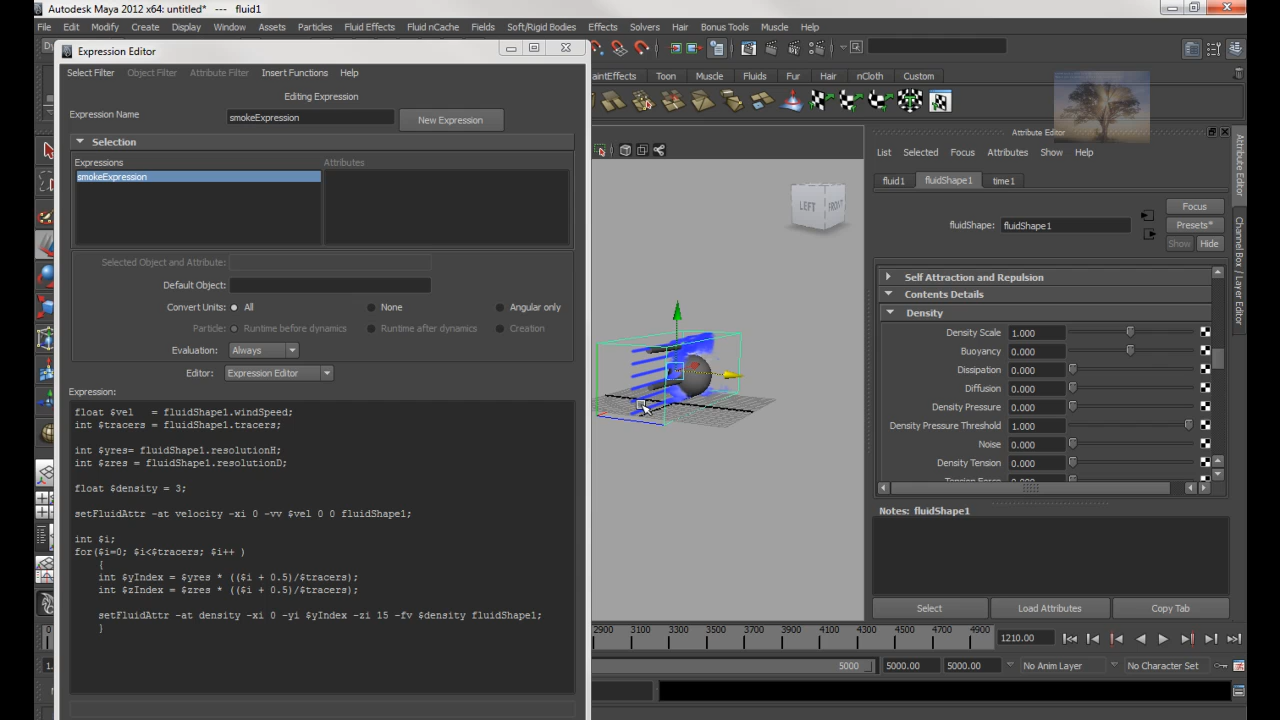 Autodesk Maya 2012 x64: untitled* --- fluid1
File Edit Modify Create Display Window Assets Particles Fluid Effects Fluid nCache Fields Soft/Rigid Bodies Effects Solvers Hair Bonus Tools Muscle Help
Expression Editor
Select Filter Object Filter Attribute Filter Insert Functions Help
aintEffects Toon Muscle Fluids Fur Hair nCloth Custom
Editing Expression
Expression Name smokeExpression New Expression
Selection
Expressions Attributes
smokeExpression
Selected Object and Attribute:
Default Object:
Convert Units: All None Angular only
Particle: Runtime before dynamics Runtime after dynamics Creation
Evaluation: Always
Editor: Expression Editor
Expression:
float $vel = fluidShape1.windSpeed;
int $tracers = fluidShape1.tracers;
int $yres= fluidShape1.resolutionH;
int $zres = fluidShape1.resolutionD;
float $density = 3;
setFluidAttr -at velocity -xi 0 -vv $vel 0 0 fluidShape1;
int $i;
for($i=0; $i<$tracers; $i++ )
{
int $yIndex = $yres * (($i + 0.5)/$tracers);
int $zIndex = $zres * (($i + 0.5)/$tracers);
setFluidAttr -at density -xi 0 -yi $yIndex -zi 15 -fv $density fluidShape1;
}
LEFT FRONT
Attribute Editor
List Selected Focus Attributes Show Help
fluid1 fluidShape1 time1
Focus
fluidShape: fluidShape1 Presets*
Show Hide
Self Attraction and Repulsion
Contents Details
Density
Density Scale 1.000
Buoyancy 0.000
Dissipation 0.000
Diffusion 0.000
Density Pressure 0.000
Density Pressure Threshold 1.000
Noise 0.000
Density Tension 0.000
Tension Force 0.000
Notes: fluidShape1
Select Load Attributes Copy Tab
Attribute Editor
Channel Box / Layer Editor
0 2900 3100 3300 3500 3700 3900 4100 4300 4500 4700 4900 1210.00
1. 5000 5000.00 5000.00 No Anim Layer No Character Set